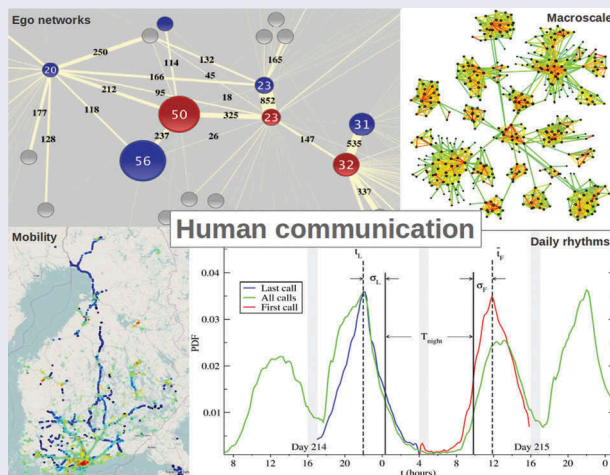 Ego networks
Macroscale
250
114
132
165
20
166
45
23
212
95
18
852
177
118
50
325
23
31
128
237
26
147
535
56
32
337
Human communication
Mobility
Daily rhythms
t_L
t̄_F
σ_L
σ_F
0.04
0.03
0.02
0.01
PDF
Last call
All calls
First call
T_night
Day 214
Day 215
8 12 16 20 0 4 8 12 16 20 24
t (hours)